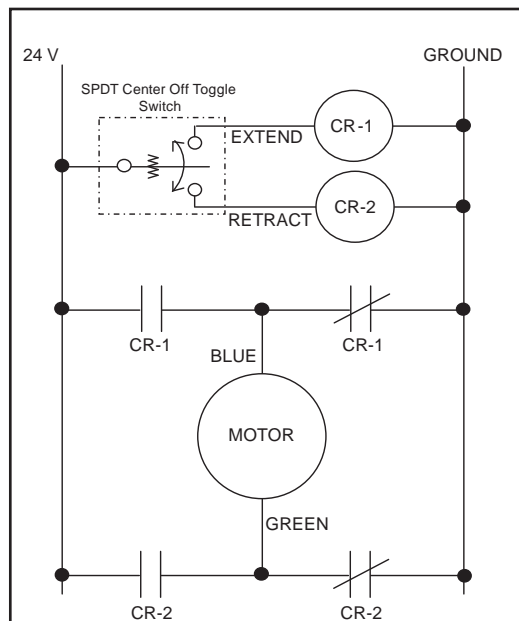 24 V
GROUND
SPDT Center Off Toggle
Switch
EXTEND
CR-1
RETRACT
CR-2
CR-1
CR-1
BLUE
MOTOR
GREEN
CR-2
CR-2